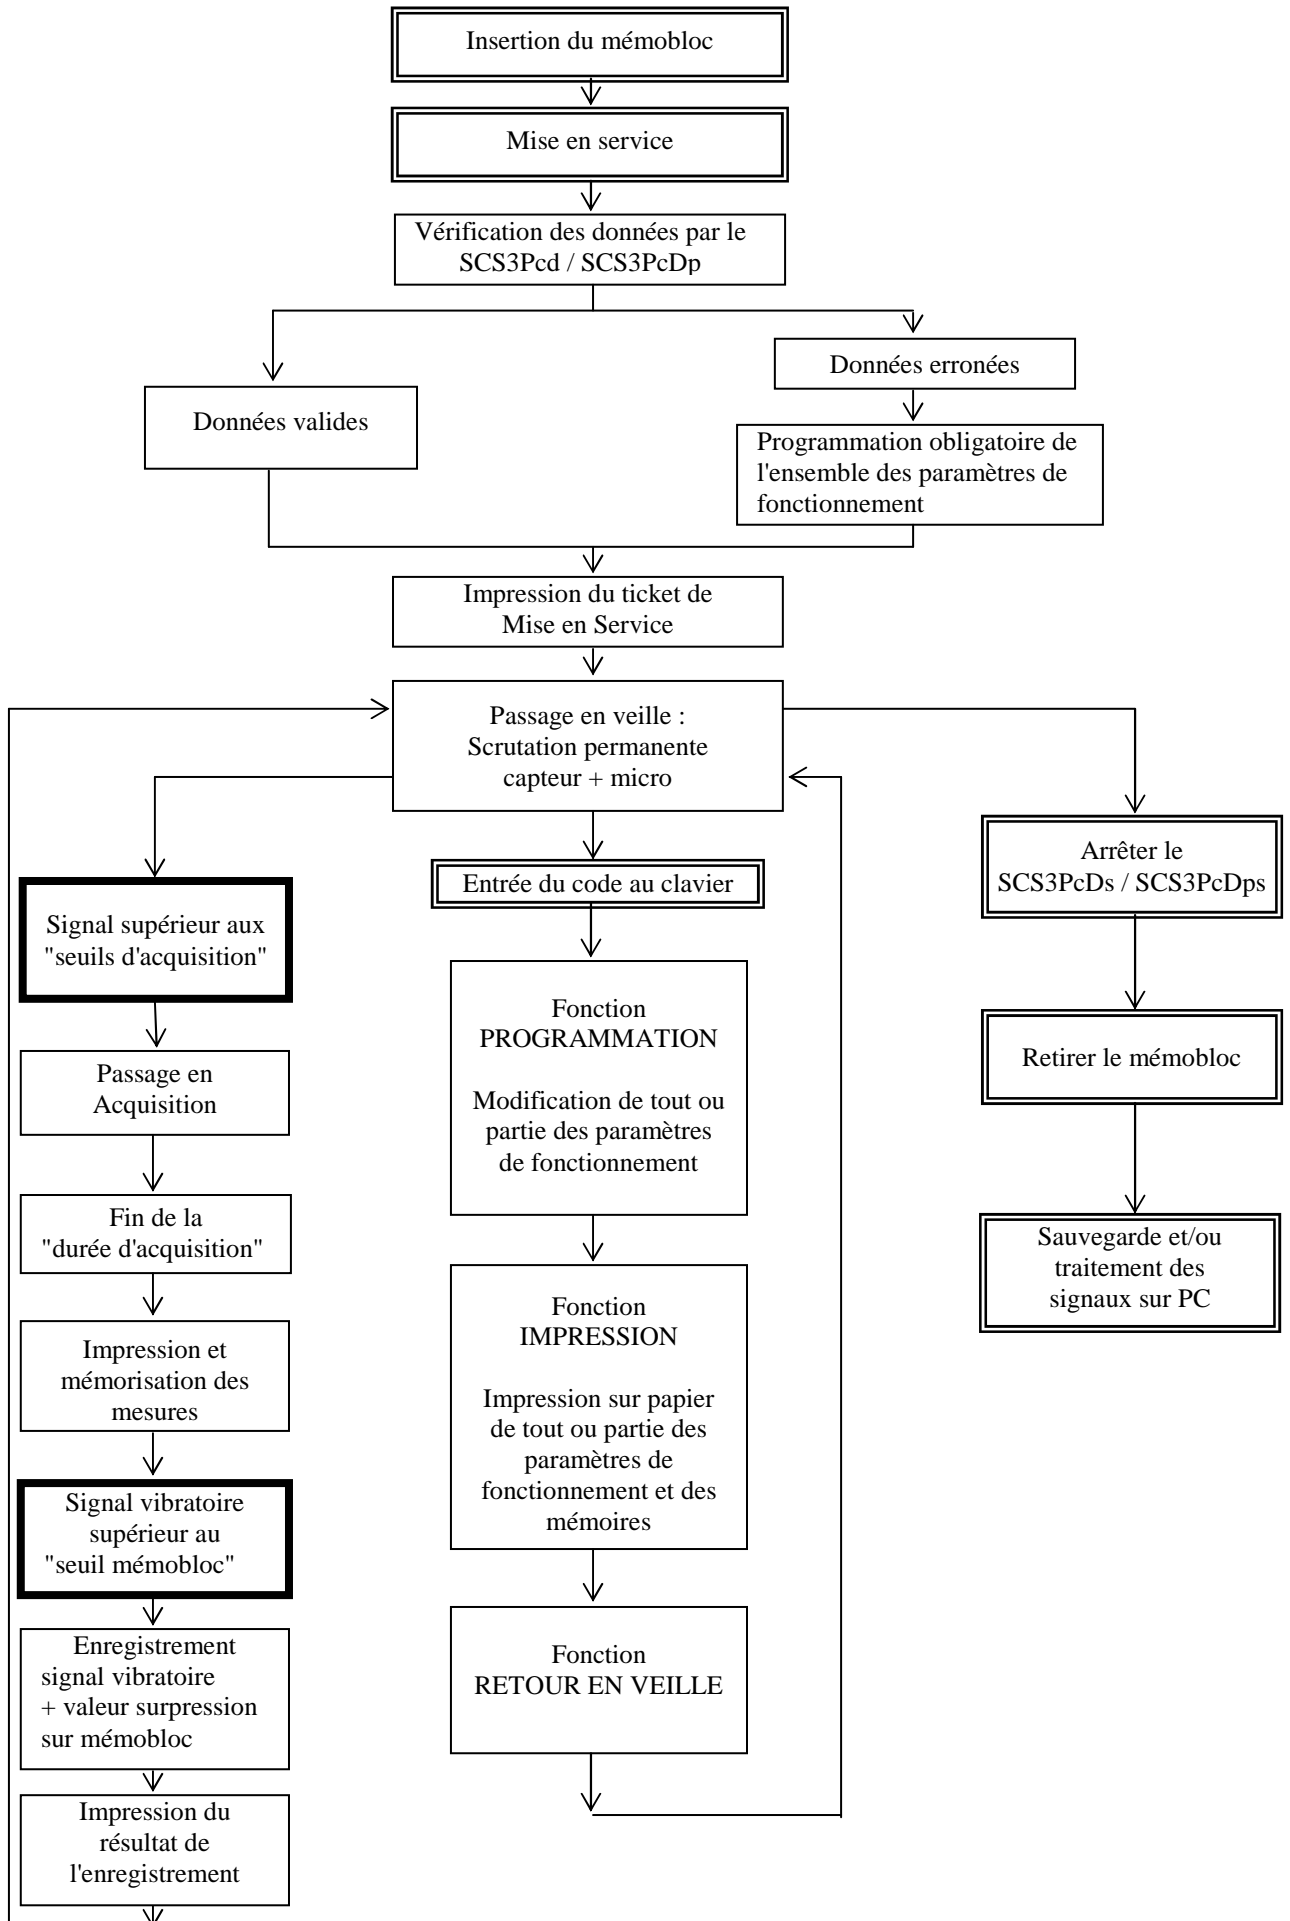 Insertion du mémobloc
Mise en service
Vérification des données par le
SCS3Pcd / SCS3PcDp
Données erronées
Données valides
Programmation obligatoire de
l'ensemble des paramètres de
fonctionnement
Impression du ticket de
Mise en Service
Passage en veille :
Scrutation permanente
capteur + micro
Signal supérieur aux
"seuils d'acquisition"
Passage en
Acquisition
Fin de la
"durée d'acquisition"
Impression et
mémorisation des
mesures
Signal vibratoire
supérieur au
"seuil mémobloc"
Enregistrement
signal vibratoire
+ valeur surpression
sur mémobloc
Impression du
résultat de
l'enregistrement
Entrée du code au clavier
Fonction
PROGRAMMATION
Modification de tout ou
partie des paramètres
de fonctionnement
Fonction
IMPRESSION
Impression sur papier
de tout ou partie des
paramètres de
fonctionnement et des
mémoires
Fonction
RETOUR EN VEILLE
Arrêter le
SCS3PcDs / SCS3PcDps
Retirer le mémobloc
Sauvegarde et/ou
traitement des
signaux sur PC